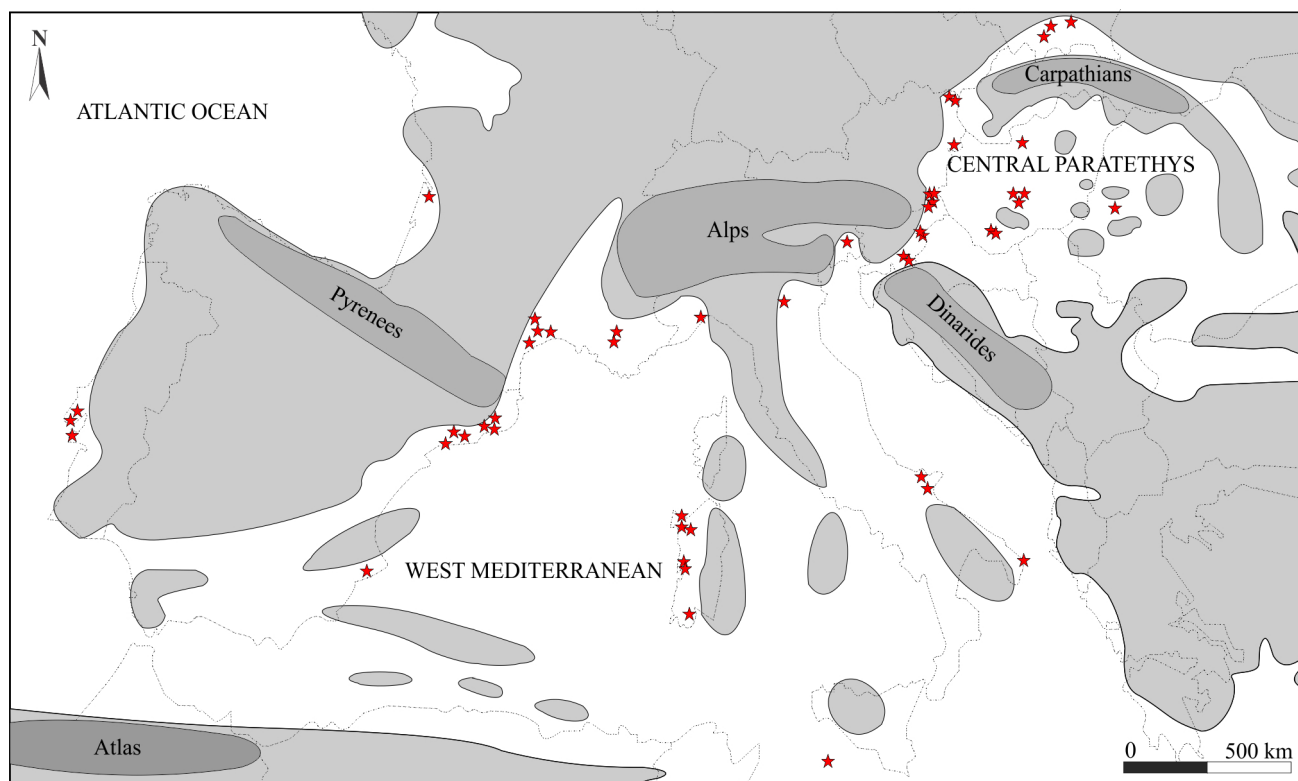 N
Carpathians
ATLANTIC OCEAN
CENTRAL PARATETHYS
Alps
Pyrenees
Dinarides
WEST MEDITERRANEAN
Atlas
0 500 km